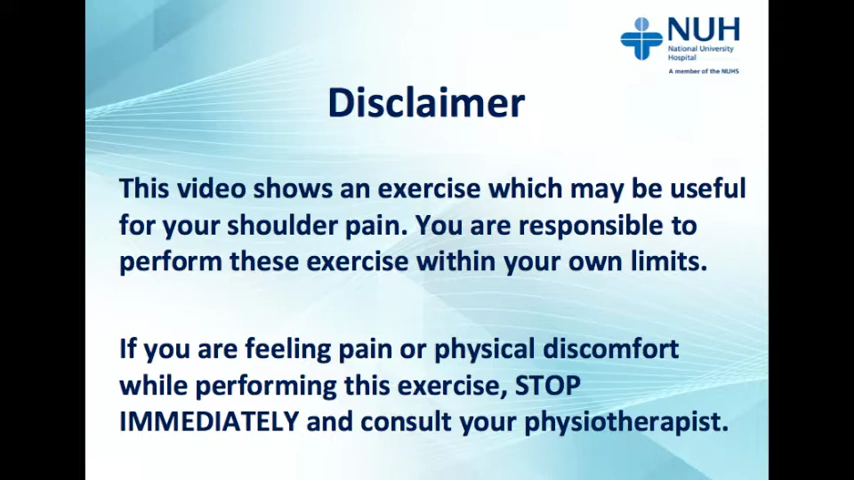 NUH
National University
Hospital
A member of the NUHS
Disclaimer
This video shows an exercise which may be useful
for your shoulder pain. You are responsible to
perform these exercise within your own limits.
If you are feeling pain or physical discomfort
while performing this exercise, STOP
IMMEDIATELY and consult your physiotherapist.